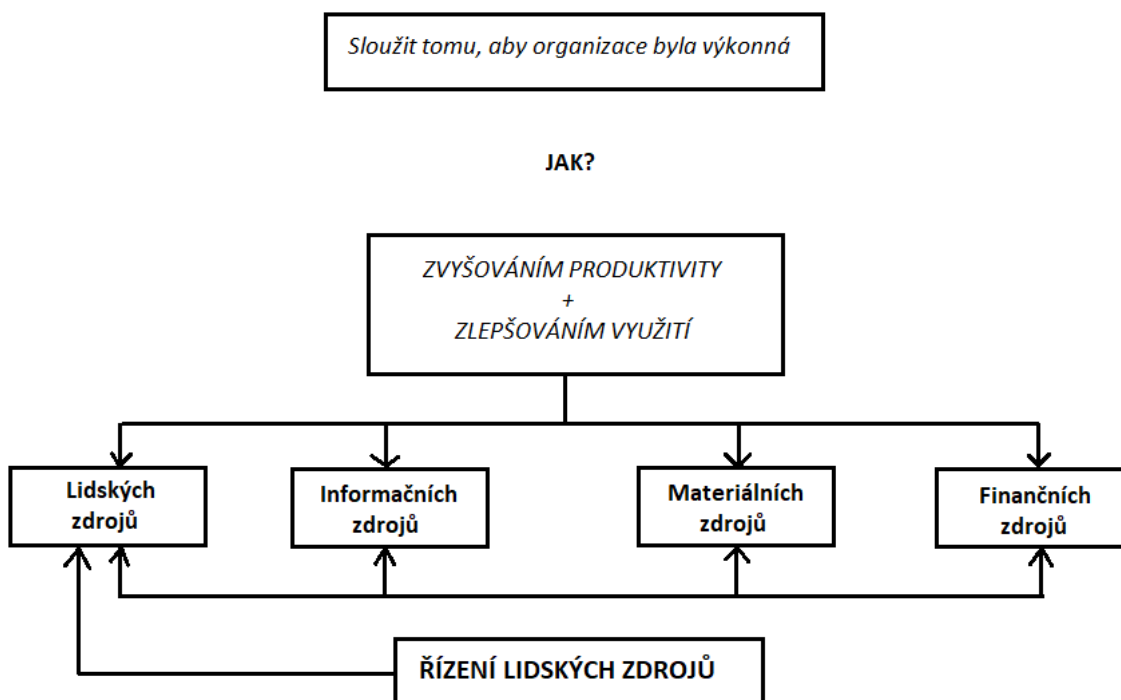 Sloužit tomu, aby organizace byla výkonná
JAK?
ZVYŠOVÁNÍM PRODUKTIVITY
+
ZLEPŠOVÁNÍM VYUŽITÍ
Lidských
zdrojů
Informačních
zdrojů
Materiálních
zdrojů
Finančních
zdrojů
ŘÍZENÍ LIDSKÝCH ZDROJŮ